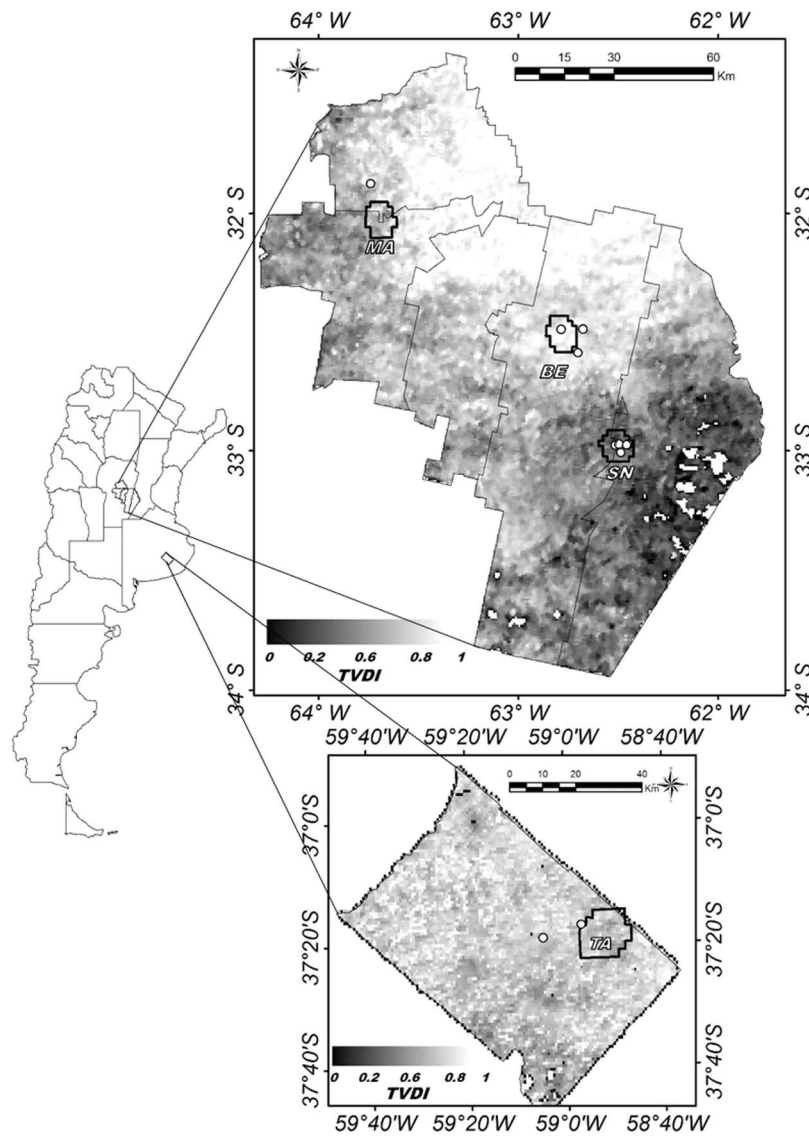 64° W 63° W 62° W
0 15 30 60
Km
32° S 32° S
MA
BE
33° S 33° S
SN
0 0.2 0.6 0.8 1
TVDI
34° S 34° S
64° W 63° W 62° W
59°40'W 59°20'W 59°0'W 58°40'W
0 10 20 40
Km
37°0'S 37°0'S
TA
37°20'S 37°20'S
0 0.2 0.6 0.8 1
TVDI
37°40'S 37°40'S
59°40'W 59°20'W 59°0'W 58°40'W